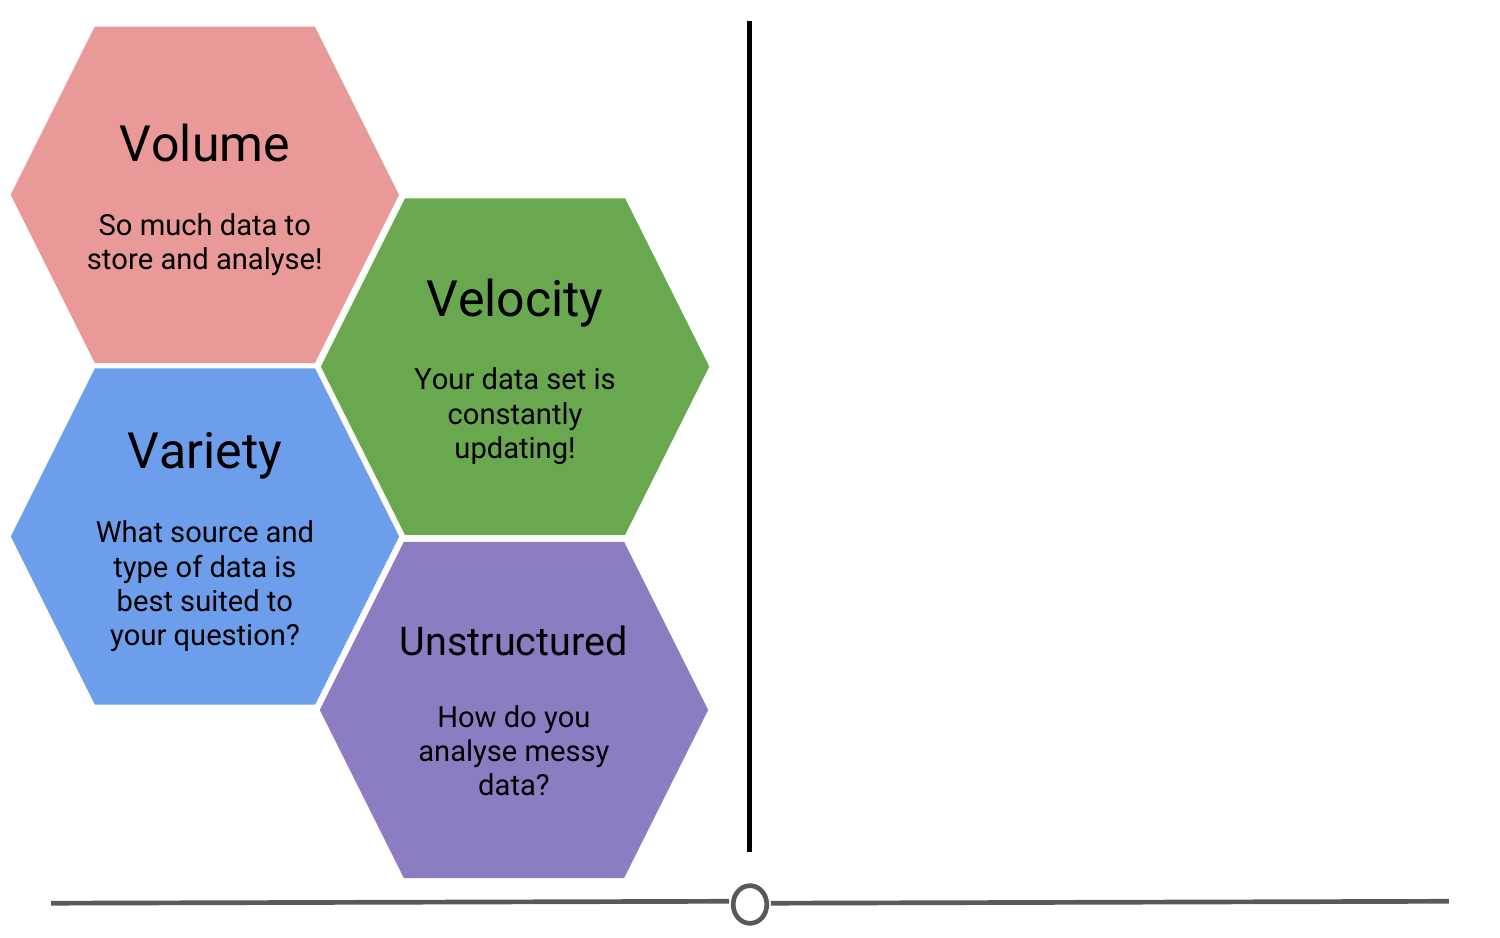 Volume
So much data to
store and analyse!
Velocity
Your data set is
constantly
updating!
Variety
What source and
type of data is
best suited to
your question?
Unstructured
How do you
analyse messy
data?